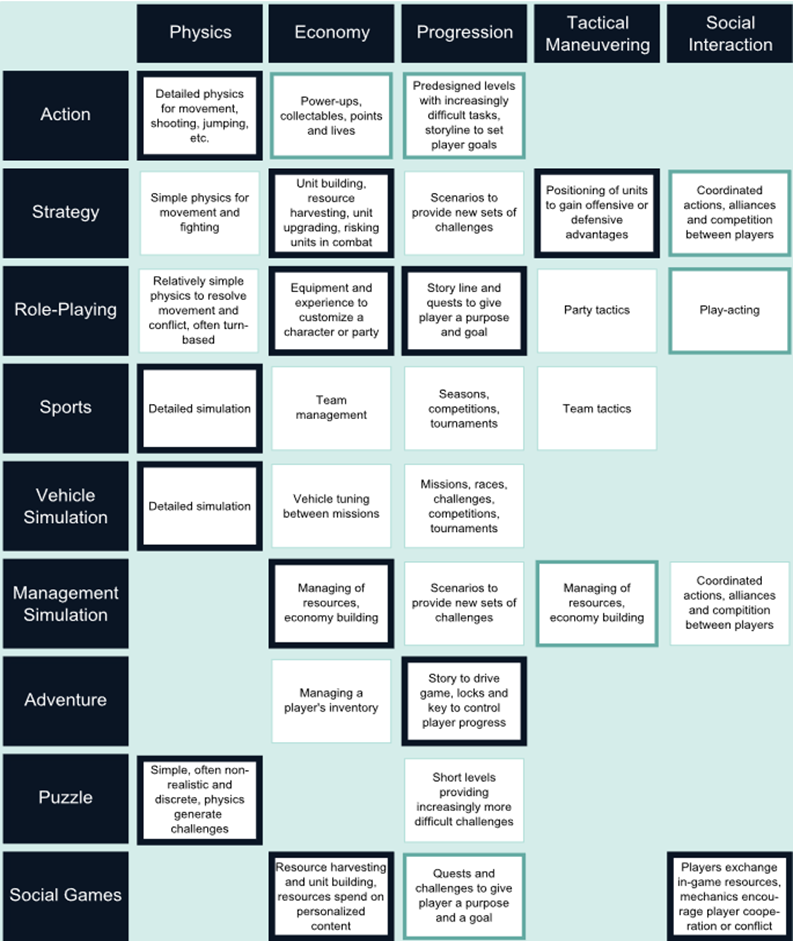 Physics
Economy
Progression
Tactical
Maneuvering
Social
Interaction
Action
Detailed physics
for movement,
shooting, jumping,
etc.
Power-ups,
collectables, points
and lives
Predesigned levels
with increasingly
difficult tasks,
storyline to set
player goals
Strategy
Simple physics for
movement and
fighting
Unit building,
resource
harvesting, unit
upgrading, risking
units in combat
Scenarios to
provide new sets of
challenges
Positioning of units
to gain offensive or
defensive
advantages
Coordinated
actions, alliances
and competition
between players
Role-Playing
Relatively simple
physics to resolve
movement and
conflict, often turn-
based
Equipment and
experience to
customize a
character or party
Story line and
quests to give
player a purpose
and goal
Party tactics
Play-acting
Sports
Detailed simulation
Team
management
Seasons,
competitions,
tournaments
Team tactics
Vehicle
Simulation
Detailed simulation
Vehicle tuning
between missions
Missions, races,
challenges,
competitions,
tournaments
Management
Simulation
Managing of
resources,
economy building
Scenarios to
provide new sets of
challenges
Managing of
resources,
economy building
Coordinated
actions, alliances
and compitition
between players
Adventure
Managing a
player's inventory
Story to drive
game, locks and
key to control
player progress
Puzzle
Simple, often non-
realistic and
discrete, physics
generate
challenges
Short levels
providing
increasingly more
difficult challenges
Social Games
Resource harvesting
and unit building,
resources spend on
personalized
content
Quests and
challenges to give
player a purpose
and a goal
Players exchange
in-game resources,
mechanics encou-
rage player coope-
ration or conflict